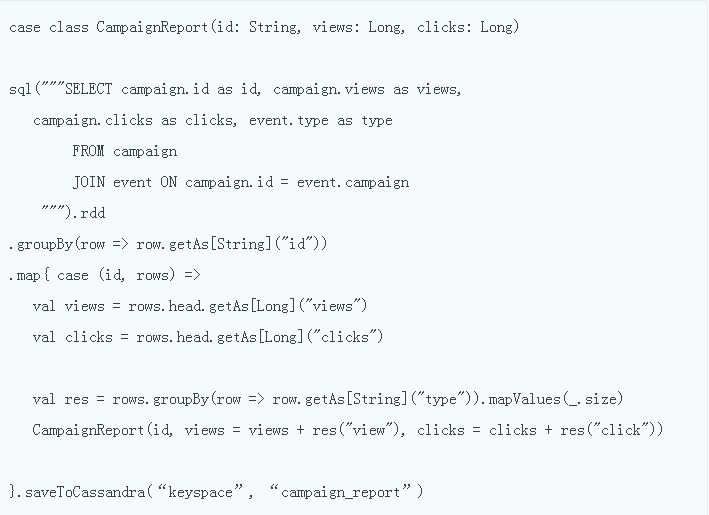 case class CampaignReport(id: String, views: Long, clicks: Long)
sql("""SELECT campaign.id as id, campaign.views as views,
campaign.clicks as clicks, event.type as type
FROM campaign
JOIN event ON campaign.id = event.campaign
""").rdd
.groupBy(row => row.getAs[String]("id"))
.map{ case (id, rows) =>
val views = rows.head.getAs[Long]("views")
val clicks = rows.head.getAs[Long]("clicks")
val res = rows.groupBy(row => row.getAs[String]("type")).mapValues(_.size)
CampaignReport(id, views = views + res("view"), clicks = clicks + res("click"))
}.saveToCassandra(“keyspace”, “campaign_report”)